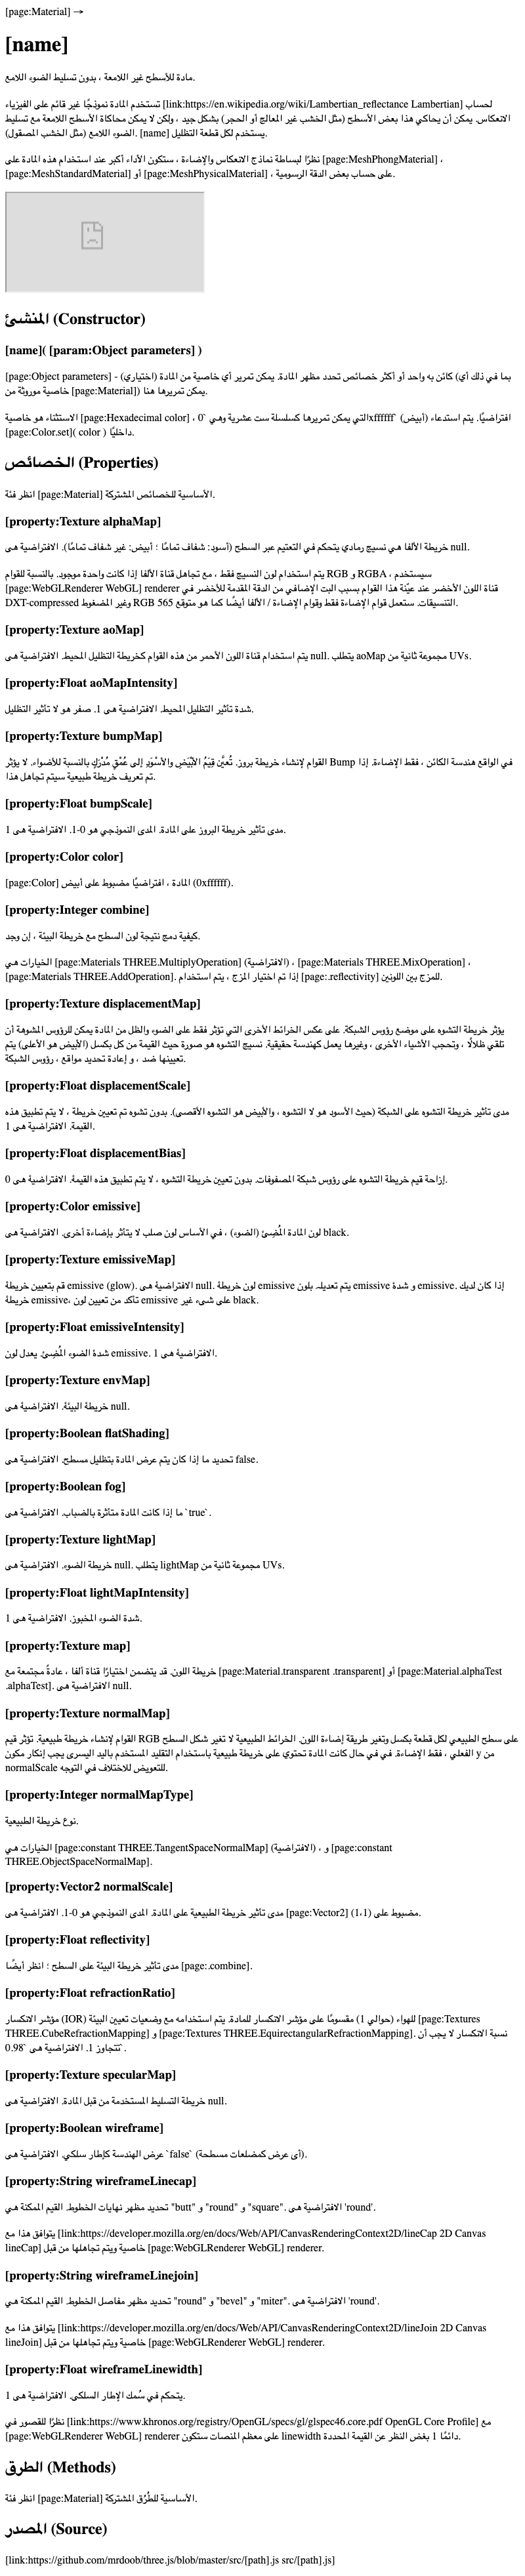 [page:Material] →
[name]
مادة للأسطح غير اللامعة ، بدون تسليط الضوء اللامع.
تستخدم المادة نموذجًا غير قائم على الفيزياء [link:https://en.wikipedia.org/wiki/Lambertian_reflectance Lambertian] لحساب
الانعكاس. يمكن أن يحاكي هذا بعض الأسطح (مثل الخشب غير المعالج أو الحجر) بشكل جيد ، ولكن لا يمكن محاكاة الأسطح اللامعة مع تسليط
الضوء اللامع (مثل الخشب المصقول). [name] يستخدم لكل قطعة التظليل.
نظرًا لبساطة نماذج الانعكاس والإضاءة ، ستكون الأداء أكبر عند استخدام هذه المادة على [page:MeshPhongMaterial] ،
[page:MeshStandardMaterial] أو [page:MeshPhysicalMaterial] ، على حساب بعض الدقة الرسومية.
المنشئ (Constructor)
[name]( [param:Object parameters] )
[page:Object parameters] - (اختياري) كائن به واحد أو أكثر خصائص تحدد مظهر المادة. يمكن تمرير أي خاصية من المادة (بما في ذلك أي
خاصية موروثة من [page:Material]) يمكن تمريرها هنا.
الاستثناء هو خاصية [page:Hexadecimal color] ، التي يمكن تمريرها كسلسلة ست عشرية وهي `0xffffff` (أبيض) افتراضيًا. يتم استدعاء
[page:Color.set]( color ) داخليًا.
الخصائص (Properties)
انظر فئة [page:Material] الأساسية للخصائص المشتركة.
[property:Texture alphaMap]
خريطة الألفا هي نسيج رمادي يتحكم في التعتيم عبر السطح (أسود: شفاف تمامًا ؛ أبيض: غير شفاف تمامًا). الافتراضية هى null.
يتم استخدام لون النسيج فقط ، مع تجاهل قناة الألفا إذا كانت واحدة موجود. بالنسبة للقوام RGB و RGBA ، سيستخدم
[page:WebGLRenderer WebGL] renderer قناة اللون الأخضر عند عيّنة هذا القوام بسبب البت الإضافي من الدقة المقدمة للأخضر في
DXT-compressed وغير المضغوط RGB 565 التنسيقات. ستعمل قوام الإضاءة فقط وقوام الإضاءة / الألفا أيضًا كما هو متوقع.
[property:Texture aoMap]
يتم استخدام قناة اللون الأحمر من هذه القوام كخريطة التظليل المحيط. الافتراضية هى null. يتطلب aoMap مجموعة ثانية من UVs.
[property:Float aoMapIntensity]
شدة تأثير التظليل المحيط. الافتراضية هى 1. صفر هو لا تأثير التظليل.
[property:Texture bumpMap]
القوام لإنشاء خريطة بروز. تُعيَّن قِيَمُ الأبْيَضِ والأسْوَدِ إلى عُمْقٍ مُدْرَكٍ بالنسبة للأضواء. لا يؤثر Bump في الواقع هندسة الكائن ، فقط الإضاءة. إذا
تم تعريف خريطة طبيعية سيتم تجاهل هذا.
[property:Float bumpScale]
مدى تأثير خريطة البروز على المادة. المدى النموذجي هو 0-1. الافتراضية هى 1.
[property:Color color]
[page:Color] المادة ، افتراضيًا مضبوط على أبيض (0xffffff).
[property:Integer combine]
كيفية دمج نتيجة لون السطح مع خريطة البيئة ، إن وجد.
الخيارات هي [page:Materials THREE.MultiplyOperation] (الافتراضية) ، [page:Materials THREE.MixOperation] ،
[page:Materials THREE.AddOperation]. إذا تم اختيار المزج ، يتم استخدام [page:.reflectivity] للمزج بين اللونين.
[property:Texture displacementMap]
يؤثر خريطة التشوه على موضع رؤوس الشبكة. على عكس الخرائط الأخرى التي تؤثر فقط على الضوء والظل من المادة يمكن للرؤوس المشوهة أن
تلقي ظلالًا ، وتحجب الأشياء الأخرى ، وغيرها يعمل كهندسة حقيقية. نسيج التشوه هو صورة حيث القيمة من كل بكسل (الأبيض هو الأعلى) يتم
تعيينها ضد ، و إعادة تحديد مواقع ، رؤوس الشبكة.
[property:Float displacementScale]
مدى تأثير خريطة التشوه على الشبكة (حيث الأسود هو لا التشوه ، والأبيض هو التشوه الأقصى). بدون تشوه تم تعيين خريطة ، لا يتم تطبيق هذه
القيمة. الافتراضية هى 1.
[property:Float displacementBias]
إزاحة قيم خريطة التشوه على رؤوس شبكة المصفوفات. بدون تعيين خريطة التشوه ، لا يتم تطبيق هذه القيمة. الافتراضية هى 0.
[property:Color emissive]
لون المادة المُضِئ (الضوء) ، في الأساس لون صلب لا يتأثر بإضاءة أخرى. الافتراضية هى black.
[property:Texture emissiveMap]
قم بتعيين خريطة emissive (glow). الافتراضية هى null. لون خريطة emissive يتم تعديله بلون emissive و شدة emissive. إذا كان لديك
خريطة emissive، تأكد من تعيين لون emissive على شىء غير black.
[property:Float emissiveIntensity]
شدة الضوء المُضِئ. يعدل لون emissive. الافتراضية هى 1.
[property:Texture envMap]
خريطة البيئة. الافتراضية هى null.
[property:Boolean flatShading]
تحديد ما إذا كان يتم عرض المادة بتظليل مسطح. الافتراضية هى false.
[property:Boolean fog]
ما إذا كانت المادة متأثرة بالضباب. الافتراضية هى `true`.
[property:Texture lightMap]
خريطة الضوء. الافتراضية هى null. يتطلب lightMap مجموعة ثانية من UVs.
[property:Float lightMapIntensity]
شدة الضوء المخبوز. الافتراضية هى 1.
[property:Texture map]
خريطة اللون. قد يتضمن اختيارًا قناة ألفا ، عادةً مجتمعة مع [page:Material.transparent .transparent] أو [page:Material.alphaTest
.alphaTest]. الافتراضية هى null.
[property:Texture normalMap]
القوام لإنشاء خريطة طبيعية. تؤثر قيم RGB على سطح الطبيعي لكل قطعة بكسل وتغير طريقة إضاءة اللون. الخرائط الطبيعية لا تغير شكل السطح
الفعلي ، فقط الإضاءة. في في حال كانت المادة تحتوي على خريطة طبيعية باستخدام التقليد المستخدم باليد اليسرى يجب إنكار مكون y من
normalScale للتعويض للاختلاف في التوجه.
[property:Integer normalMapType]
نوع خريطة الطبيعية.
الخيارات هي [page:constant THREE.TangentSpaceNormalMap] (الافتراضية) ، و [page:constant
THREE.ObjectSpaceNormalMap].
[property:Vector2 normalScale]
مدى تأثير خريطة الطبيعية على المادة. المدى النموذجي هو 0-1. الافتراضية هى [page:Vector2] مضبوط على (1،1).
[property:Float reflectivity]
مدى تأثير خريطة البيئة على السطح ؛ انظر أيضًا [page:.combine].
[property:Float refractionRatio]
مؤشر الانكسار (IOR) للهواء (حوالي 1) مقسومًا على مؤشر الانكسار للمادة. يتم استخدامه مع وضعيات تعيين البيئة [page:Textures
THREE.CubeRefractionMapping] و [page:Textures THREE.EquirectangularRefractionMapping]. نسبة الانكسار لا يجب أن
تتجاوز 1. الافتراضية هى `0.98`.
[property:Texture specularMap]
خريطة التسليط المستخدمة من قبل المادة. الافتراضية هى null.
[property:Boolean wireframe]
عرض الهندسة كإطار سلكي. الافتراضية هى `false` (أى عرض كمضلعات مسطحة).
[property:String wireframeLinecap]
تحديد مظهر نهايات الخطوط. القيم الممكنة هي "butt" و "round" و "square". الافتراضية هى 'round'.
يتوافق هذا مع [link:https://developer.mozilla.org/en/docs/Web/API/CanvasRenderingContext2D/lineCap 2D Canvas
lineCap] خاصية ويتم تجاهلها من قبل [page:WebGLRenderer WebGL] renderer.
[property:String wireframeLinejoin]
تحديد مظهر مفاصل الخطوط. القيم الممكنة هي "round" و "bevel" و "miter". الافتراضية هى 'round'.
يتوافق هذا مع [link:https://developer.mozilla.org/en/docs/Web/API/CanvasRenderingContext2D/lineJoin 2D Canvas
lineJoin] خاصية ويتم تجاهلها من قبل [page:WebGLRenderer WebGL] renderer.
[property:Float wireframeLinewidth]
يتحكم في سُمك الإطار السلكى. الافتراضية هى 1.
نظرًا للقصور في [link:https://www.khronos.org/registry/OpenGL/specs/gl/glspec46.core.pdf OpenGL Core Profile] مع
[page:WebGLRenderer WebGL] renderer على معظم المنصات ستكون linewidth دائمًا 1 بغض النظر عن القيمة المحددة.
الطرق (Methods)
انظر فئة [page:Material] الأساسية للطُرُق المشتركة.
المصدر (Source)
[link:https://github.com/mrdoob/three.js/blob/master/src/[path].js src/[path].js]